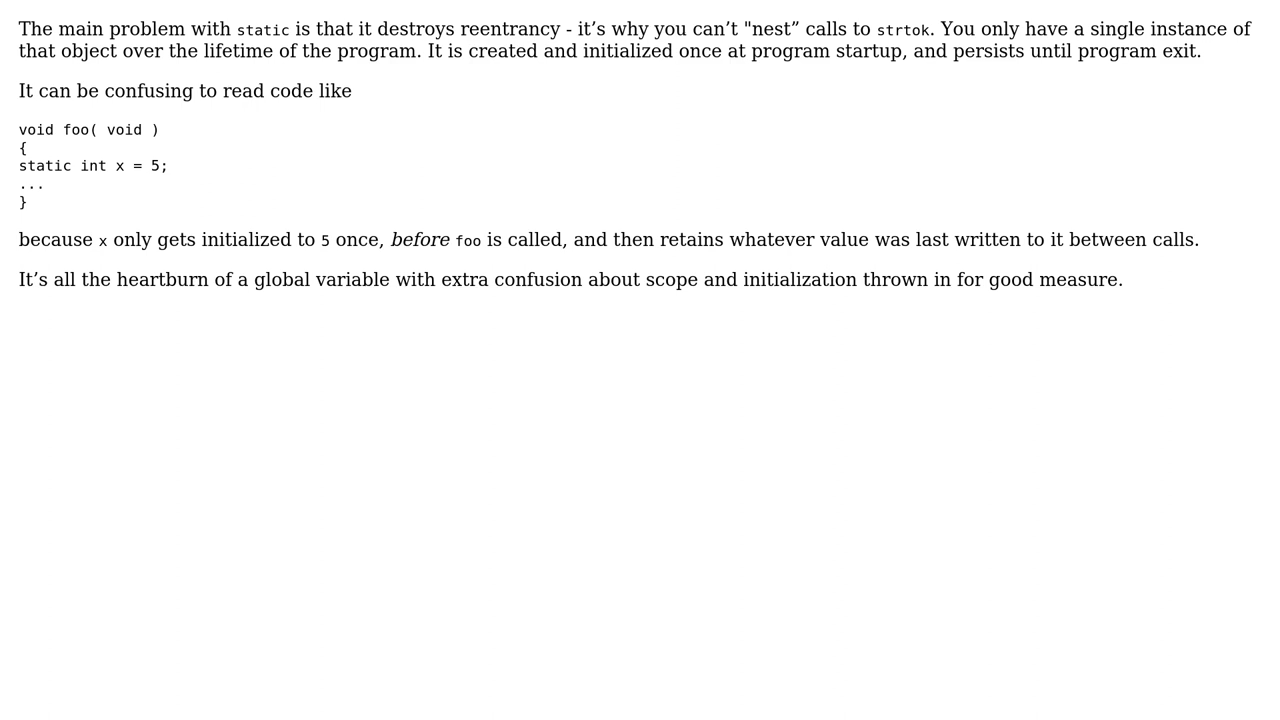 The main problem with static is that it destroys reentrancy - it’s why you can’t "nest” calls to strtok. You only have a single instance of
that object over the lifetime of the program. It is created and initialized once at program startup, and persists until program exit.
It can be confusing to read code like
void foo( void )
{
static int x = 5;
...
}
because x only gets initialized to 5 once, before foo is called, and then retains whatever value was last written to it between calls.
It’s all the heartburn of a global variable with extra confusion about scope and initialization thrown in for good measure.